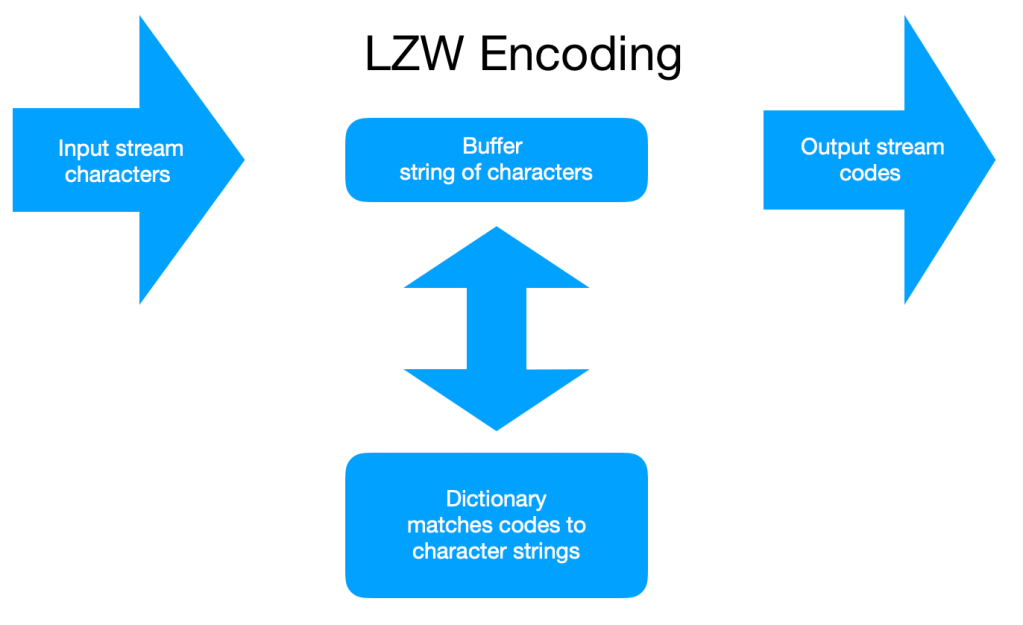 LZW Encoding
Input stream
characters
Buffer
string of characters
Output stream
codes
Dictionary
matches codes to
character strings